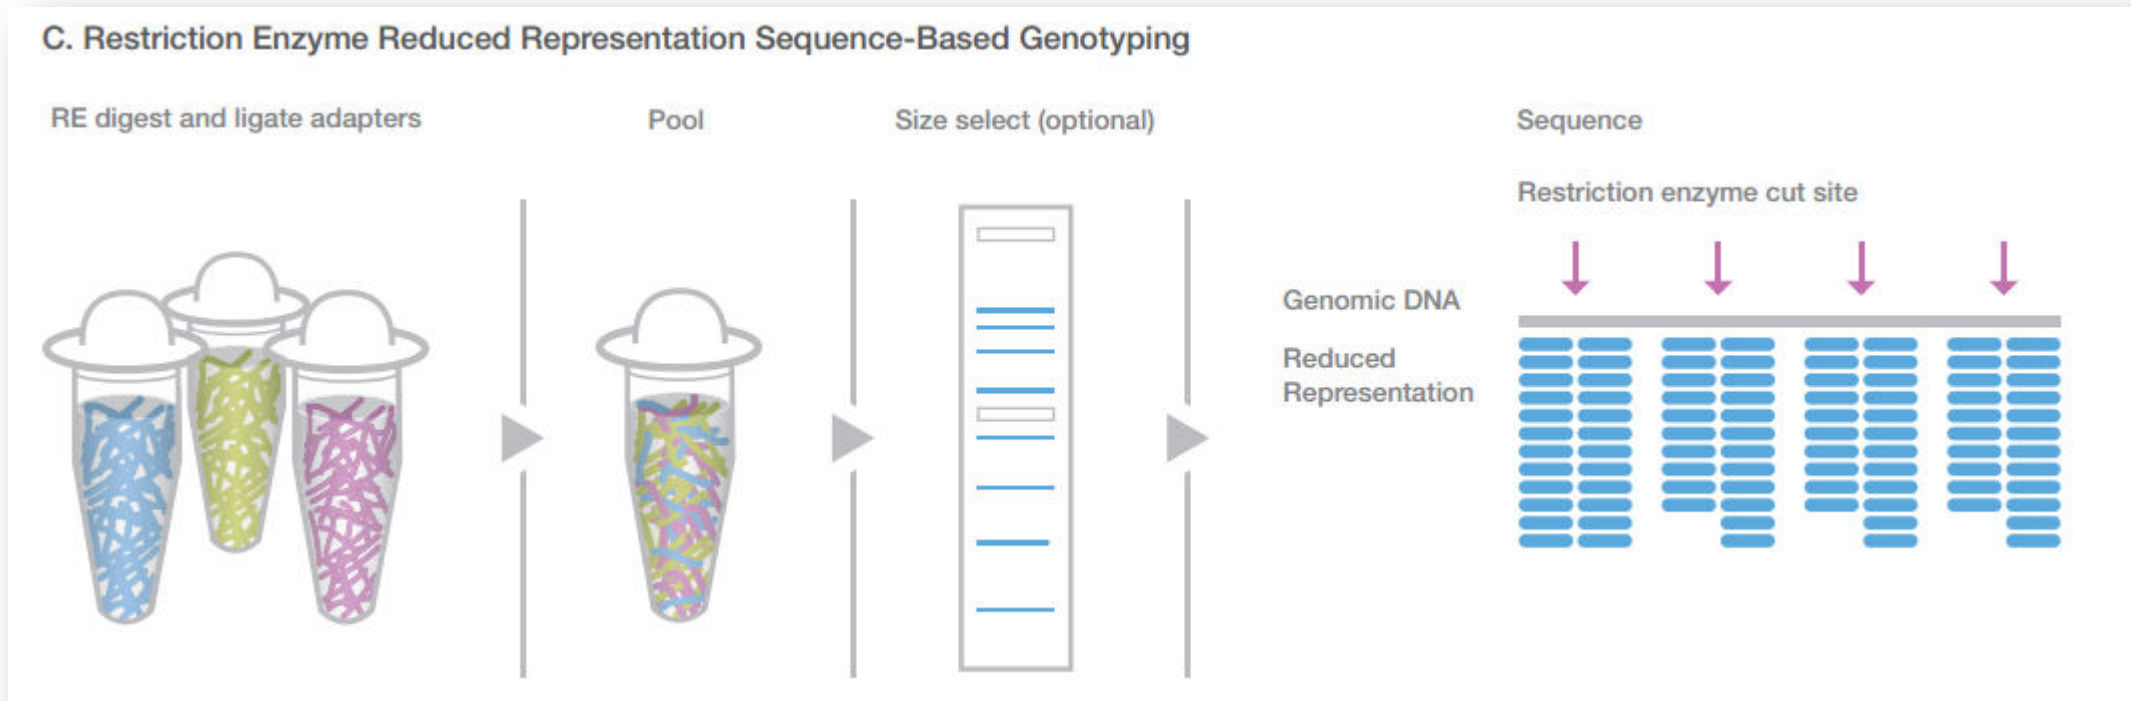 C. Restriction Enzyme Reduced Representation Sequence-Based Genotyping
RE digest and ligate adapters
Pool
Size select (optional)
Sequence
Restriction enzyme cut site
Genomic DNA
Reduced
Representation